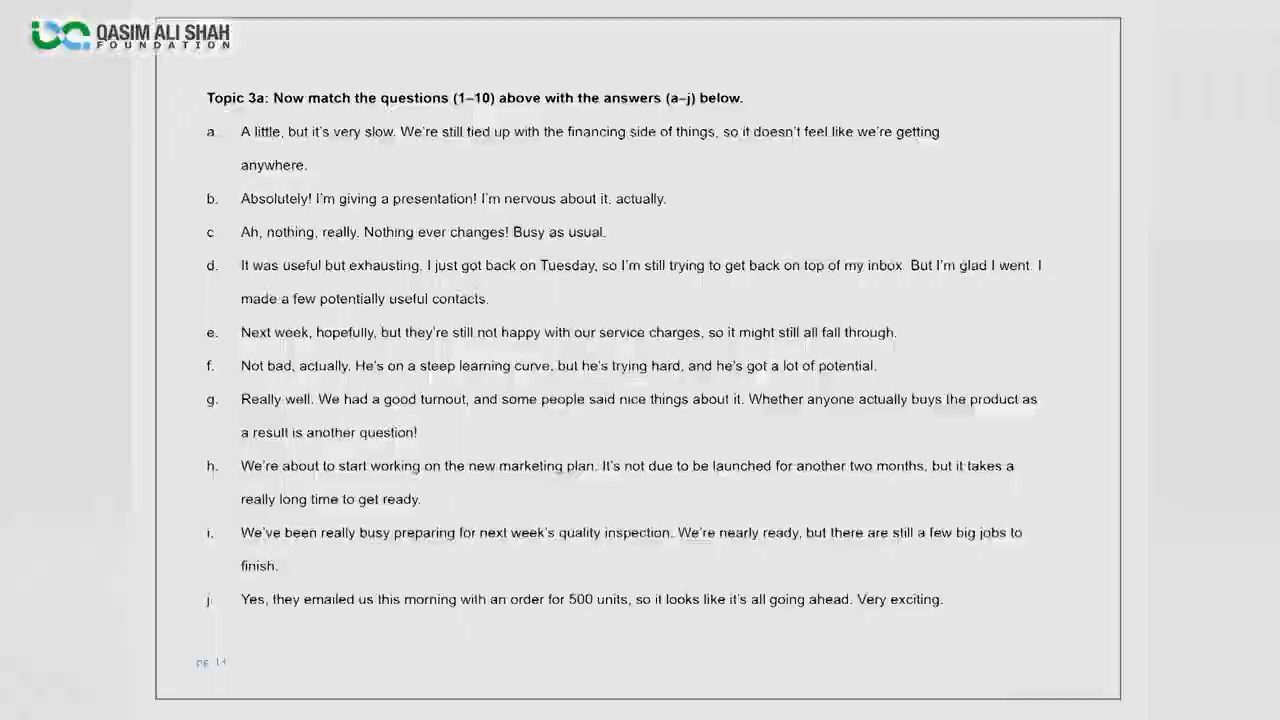 QASIM ALI SHAH
FOUNDATION
Topic 3a: Now match the questions (1–10) above with the answers (a–j) below.
a. A little, but it's very slow. We're still tied up with the financing side of things, so it doesn't feel like we're getting
anywhere.
b. Absolutely! I'm giving a presentation! I'm nervous about it. actually.
c Ah, nothing, really. Nothing ever changes! Busy as usual.
d. It was useful but exhausting. I just got back on Tuesday, so I'm still trying to get back on top of my inbox. But I'm glad I went. I
made a few potentially useful contacts.
e. Next week, hopefully, but they're still not happy with our service charges, so it might still all fall through.
f. Not bad, actually. He's on a steep learning curve, but he's trying hard, and he's got a lot of potential.
g. Really well. We had a good turnout, and some people said nice things about it. Whether anyone actually buys the product as
a result is another question!
h. We're about to start working on the new marketing plan. It's not due to be launched for another two months, but it takes a
really long time to get ready.
i. We've been really busy preparing for next week's quality inspection. We're nearly ready, but there are still a few big jobs to
finish.
j. Yes, they emailed us this morning with an order for 500 units, so it looks like it's all going ahead. Very exciting.
pg.